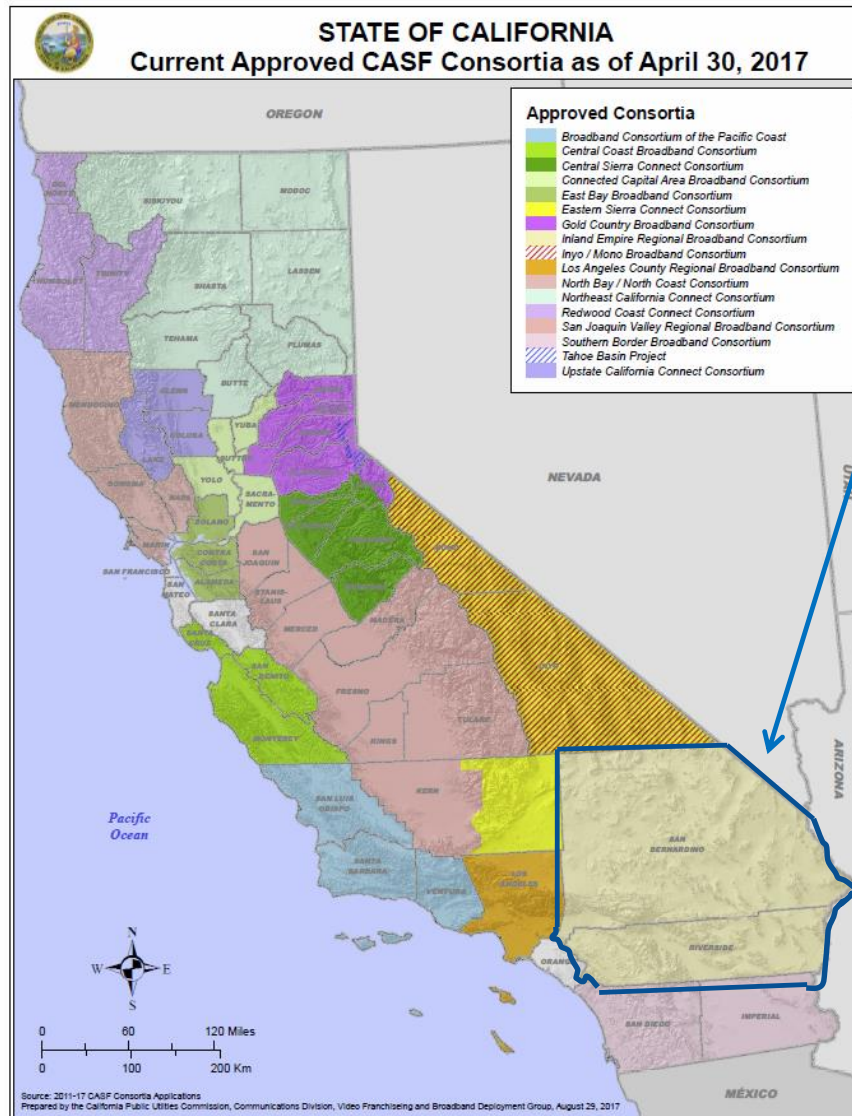 STATE OF CALIFORNIA
Current Approved CASF Consortia as of April 30, 2017
OREGON
Approved Consortia
Broadband Consortium of the Pacific Coast
Central Coast Broadband Consortium
Central Sierra Connect Consortium
Connected Capital Area Broadband Consortium
East Bay Broadband Consortium
Eastern Sierra Connect Consortium
Gold Country Broadband Consortium
Inland Empire Regional Broadband Consortium
Inyo / Mono Broadband Consortium
Los Angeles County Regional Broadband Consortium
North Bay / North Coast Consortium
Northeast California Connect Consortium
Redwood Coast Connect Consortium
San Joaquin Valley Regional Broadband Consortium
Southern Border Broadband Consortium
Tahoe Basin Project
Upstate California Connect Consortium
DEL NORTE
SISKIYOU
MODOC
HUMBOLDT
TRINITY
SHASTA
LASSEN
TEHAMA
PLUMAS
BUTTE
MENDOCINO
GLENN
COLUSA
LAKE
YUBA
SUTTER
NEVADA
UTAH
YOLO
SACRA-
MENTO
SONOMA
NAPA
SOLANO
MARIN
SAN FRANCISCO
CONTRA
COSTA
ALAMEDA
SAN
JOAQUIN
SAN
MATEO
SANTA
CLARA
STANIS-
LAUS
MONO
SANTA
CRUZ
MERCED
MADERA
SAN
BENITO
FRESNO
INYO
MONTEREY
KINGS
TULARE
ARIZONA
KERN
SAN LUIS
OBISPO
Pacific
Ocean
SAN
BERNARDINO
SANTA
BARBARA
VENTURA
LOS
ANGELES
ORANGE
RIVERSIDE
SAN DIEGO
IMPERIAL
N
W
E
S
0 60 120 Miles
0 100 200 Km
MÉXICO
Source: 2011-17 CASF Consortia Applications
Prepared by the California Public Utilities Commission, Communications Division, Video Franchiseing and Broadband Deployment Group, August 29, 2017